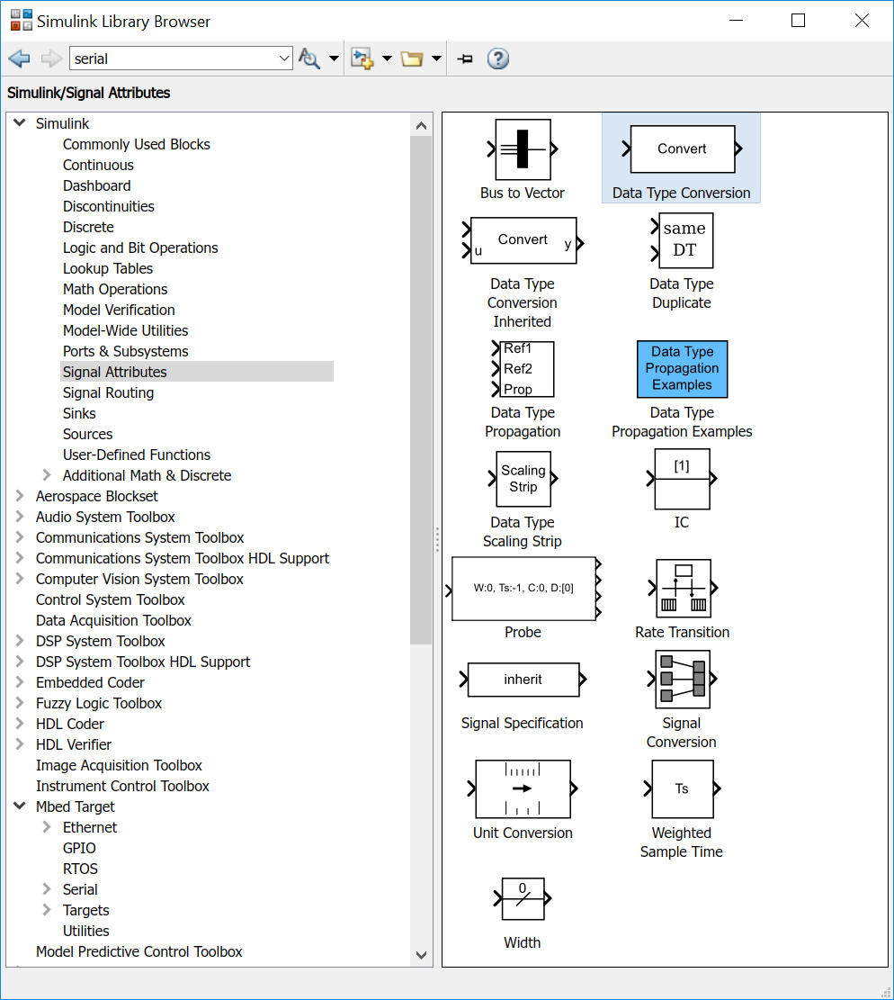 Simulink Library Browser
serial
Simulink/Signal Attributes
Simulink
Commonly Used Blocks
Continuous
Dashboard
Discontinuities
Discrete
Logic and Bit Operations
Lookup Tables
Math Operations
Model Verification
Model-Wide Utilities
Ports & Subsystems
Signal Attributes
Signal Routing
Sinks
Sources
User-Defined Functions
Additional Math & Discrete
Aerospace Blockset
Audio System Toolbox
Communications System Toolbox
Communications System Toolbox HDL Support
Computer Vision System Toolbox
Control System Toolbox
Data Acquisition Toolbox
DSP System Toolbox
DSP System Toolbox HDL Support
Embedded Coder
Fuzzy Logic Toolbox
HDL Coder
HDL Verifier
Image Acquisition Toolbox
Instrument Control Toolbox
Mbed Target
Ethernet
GPIO
RTOS
Serial
Targets
Utilities
Model Predictive Control Toolbox
Bus to Vector
Convert
Data Type Conversion
Convert
u
y
Data Type
Conversion
Inherited
same
DT
Data Type
Duplicate
Ref1
Ref2
Prop
Data Type
Propagation
Data Type
Propagation
Examples
Data Type
Propagation Examples
Scaling
Strip
Data Type
Scaling Strip
[1]
IC
W:0, Ts:-1, C:0, D:[0]
Probe
Rate Transition
inherit
Signal Specification
Signal
Conversion
Unit Conversion
Ts
Weighted
Sample Time
0
Width